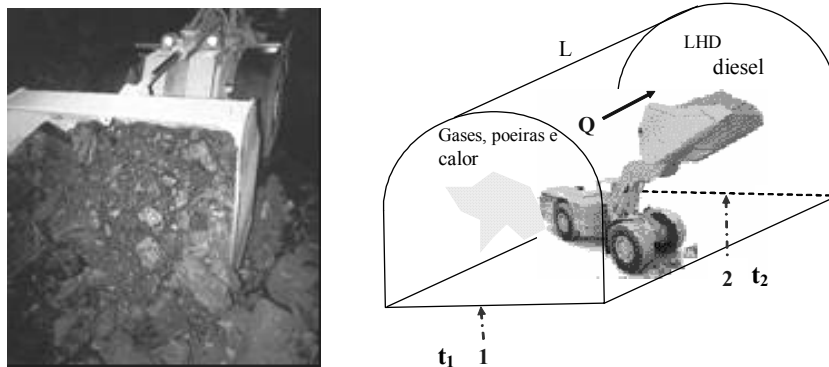 L
LHD
diesel
Q
Gases, poeiras e
calor
2 t₂
t₁ 1